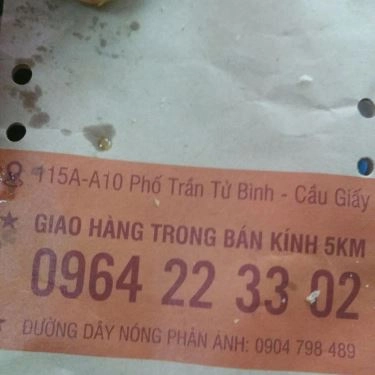 115A-A10 Phố Trần Tử Bình - Cầu Giấy
GIAO HÀNG TRONG BÁN KÍNH 5KM
0964 22 33 02
ĐƯỜNG DÂY NÓNG PHẢN ÁNH: 0904 798 489